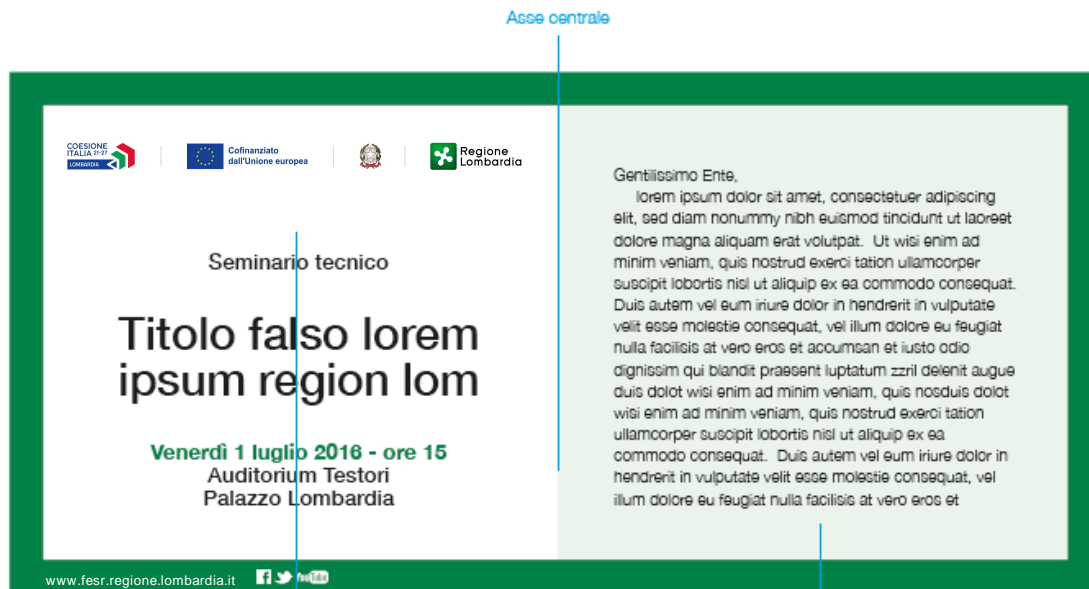 Asse centrale
COESIONE
ITALIA 21-27
LOMBARDIA
Cofinanziato
dall'Unione europea
Regione
Lombardia
Seminario tecnico
Titolo falso lorem
ipsum region lom
Venerdì 1 luglio 2016 - ore 15
Auditorium Testori
Palazzo Lombardia
Gentilissimo Ente,
lorem ipsum dolor sit amet, consectetuer adipiscing
elit, sed diam nonummy nibh euismod tincidunt ut laoreet
dolore magna aliquam erat volutpat. Ut wisi enim ad
minim veniam, quis nostrud exerci tation ullamcorper
suscipit lobortis nisl ut aliquip ex ea commodo consequat.
Duis autem vel eum iriure dolor in hendrerit in vulputate
velit esse molestie consequat, vel illum dolore eu feugiat
nulla facilisis at vero eros et accumsan et iusto odio
dignissim qui blandit praesent luptatum zzril delenit augue
duis dolot wisi enim ad minim veniam, quis nosduis dolot
wisi enim ad minim veniam, quis nostrud exerci tation
ullamcorper suscipit lobortis nisl ut aliquip ex ea
commodo consequat. Duis autem vel eum iriure dolor in
hendrerit in vulputate velit esse molestie consequat, vel
illum dolore eu feugiat nulla facilisis at vero eros et
www.fesr.regione.lombardia.it
YouTube